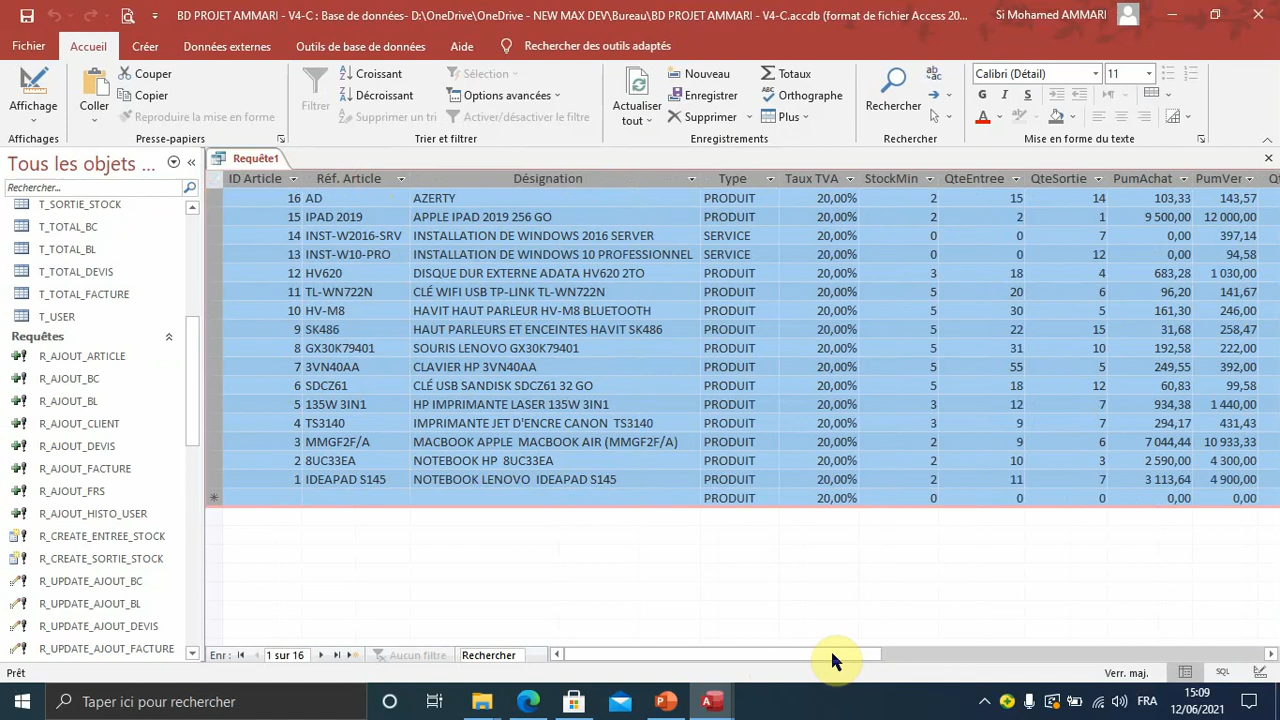 BD PROJET AMMARI - V4-C : Base de données- D:\OneDrive\OneDrive - NEW MAX DEV\Bureau\BD PROJET AMMARI - V4-C.accdb (format de fichier Access 20... Si Mohamed AMMARI
Fichier Accueil Créer Données externes Outils de base de données Aide Rechercher des outils adaptés
Couper Croissant Sélection Nouveau Totaux Calibri (Détail) 11
Affichage Coller Copier Filtrer Décroissant Options avancées Actualiser tout Enregistrer Orthographe Rechercher G I S
Reproduire la mise en forme Supprimer un tri Activer/désactiver le filtre Supprimer Plus
Affichages Presse-papiers Trier et filtrer Enregistrements Rechercher Mise en forme du texte
Tous les objets ... Requête1
Rechercher...
ID Article Réf. Article Désignation Type Taux TVA StockMin QteEntree QteSortie PumAchat PumVer
16 AD AZERTY PRODUIT 20,00% 2 15 14 103,33 143,57
15 IPAD 2019 APPLE IPAD 2019 256 GO PRODUIT 20,00% 2 2 1 9 500,00 12 000,00
14 INST-W2016-SRV INSTALLATION DE WINDOWS 2016 SERVER SERVICE 20,00% 0 0 7 0,00 397,14
13 INST-W10-PRO INSTALLATION DE WINDOWS 10 PROFESSIONNEL SERVICE 20,00% 0 0 12 0,00 94,58
12 HV620 DISQUE DUR EXTERNE ADATA HV620 2TO PRODUIT 20,00% 3 18 4 683,28 1 030,00
11 TL-WN722N CLÉ WIFI USB TP-LINK TL-WN722N PRODUIT 20,00% 5 20 6 96,20 141,67
10 HV-M8 HAVIT HAUT PARLEUR HV-M8 BLUETOOTH PRODUIT 20,00% 5 30 5 161,30 246,00
9 SK486 HAUT PARLEURS ET ENCEINTES HAVIT SK486 PRODUIT 20,00% 5 22 15 31,68 258,47
8 GX30K79401 SOURIS LENOVO GX30K79401 PRODUIT 20,00% 5 31 10 192,58 222,00
7 3VN40AA CLAVIER HP 3VN40AA PRODUIT 20,00% 5 55 5 249,55 392,00
6 SDCZ61 CLÉ USB SANDISK SDCZ61 32 GO PRODUIT 20,00% 5 18 12 60,83 99,58
5 135W 3IN1 HP IMPRIMANTE LASER 135W 3IN1 PRODUIT 20,00% 3 12 7 934,38 1 440,00
4 TS3140 IMPRIMANTE JET D'ENCRE CANON TS3140 PRODUIT 20,00% 3 9 7 294,17 431,43
3 MMGF2F/A MACBOOK APPLE MACBOOK AIR (MMGF2F/A) PRODUIT 20,00% 2 9 6 7 044,44 10 933,33
2 8UC33EA NOTEBOOK HP 8UC33EA PRODUIT 20,00% 2 10 3 2 590,00 4 300,00
1 IDEAPAD S145 NOTEBOOK LENOVO IDEAPAD S145 PRODUIT 20,00% 2 11 7 3 113,64 4 900,00
PRODUIT 20,00% 0 0 0 0,00 0,00
T_SORTIE_STOCK
T_TOTAL_BC
T_TOTAL_BL
T_TOTAL_DEVIS
T_TOTAL_FACTURE
T_USER
Requêtes
R_AJOUT_ARTICLE
R_AJOUT_BC
R_AJOUT_BL
R_AJOUT_CLIENT
R_AJOUT_DEVIS
R_AJOUT_FACTURE
R_AJOUT_FRS
R_AJOUT_HISTO_USER
R_CREATE_ENTREE_STOCK
R_CREATE_SORTIE_STOCK
R_UPDATE_AJOUT_BC
R_UPDATE_AJOUT_BL
R_UPDATE_AJOUT_DEVIS
R_UPDATE_AJOUT_FACTURE
Enr : 1 sur 16 Aucun filtre Rechercher
Prêt Verr. maj. SQL
Taper ici pour rechercher FRA 15:09
12/06/2021